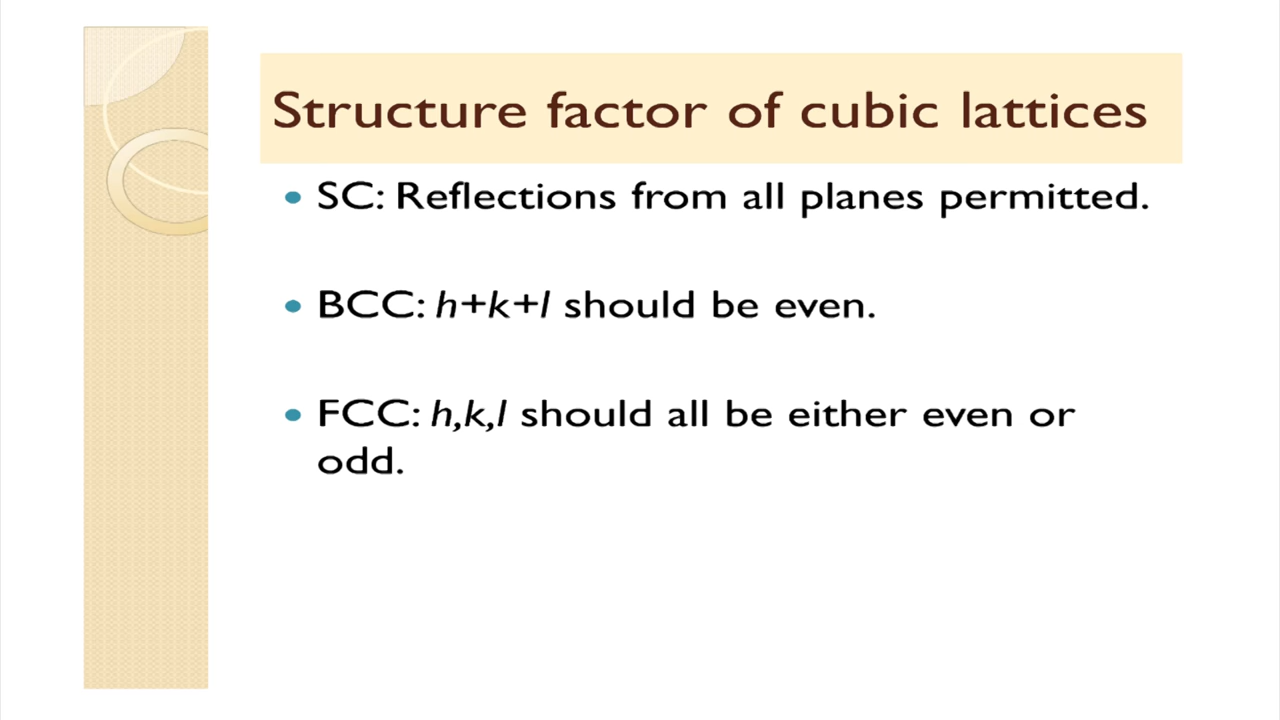 Structure factor of cubic lattices
• SC: Reflections from all planes permitted.
• BCC: h+k+l should be even.
• FCC: h,k,l should all be either even or
odd.